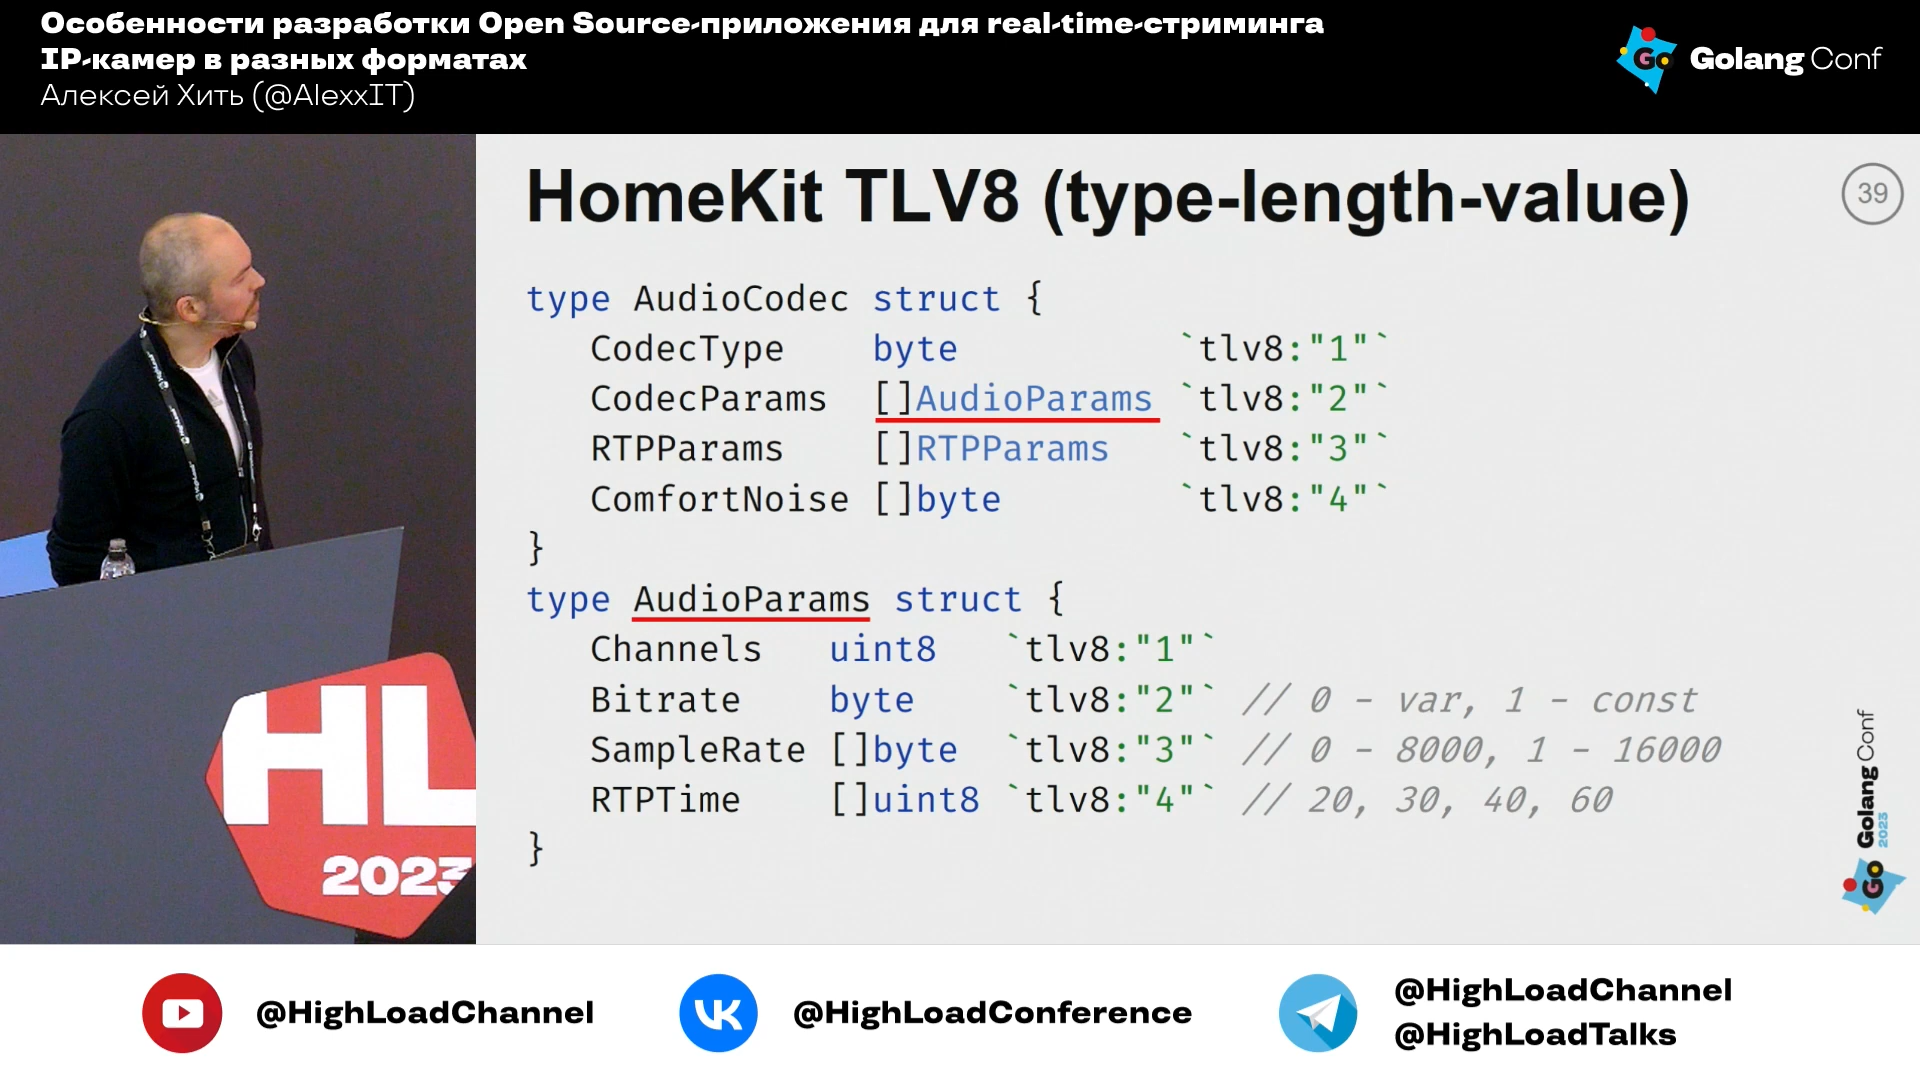 Особенности разработки Open Source-приложения для real-time-стриминга
IP-камер в разных форматах
Алексей Хить (@AlexxIT)
Go Golang Conf
HomeKit TLV8 (type-length-value)
39
type AudioCodec struct {
CodecType byte `tlv8:"1"`
CodecParams []AudioParams `tlv8:"2"`
RTPParams []RTPParams `tlv8:"3"`
ComfortNoise []byte `tlv8:"4"`
}
type AudioParams struct {
Channels uint8 `tlv8:"1"`
Bitrate byte `tlv8:"2"` // 0 - var, 1 - const
SampleRate []byte `tlv8:"3"` // 0 - 8000, 1 - 16000
RTPTime []uint8 `tlv8:"4"` // 20, 30, 40, 60
}
Go Golang Conf
2023
HL
2023
@HighLoadChannel
@HighLoadConference
@HighLoadChannel
@HighLoadTalks